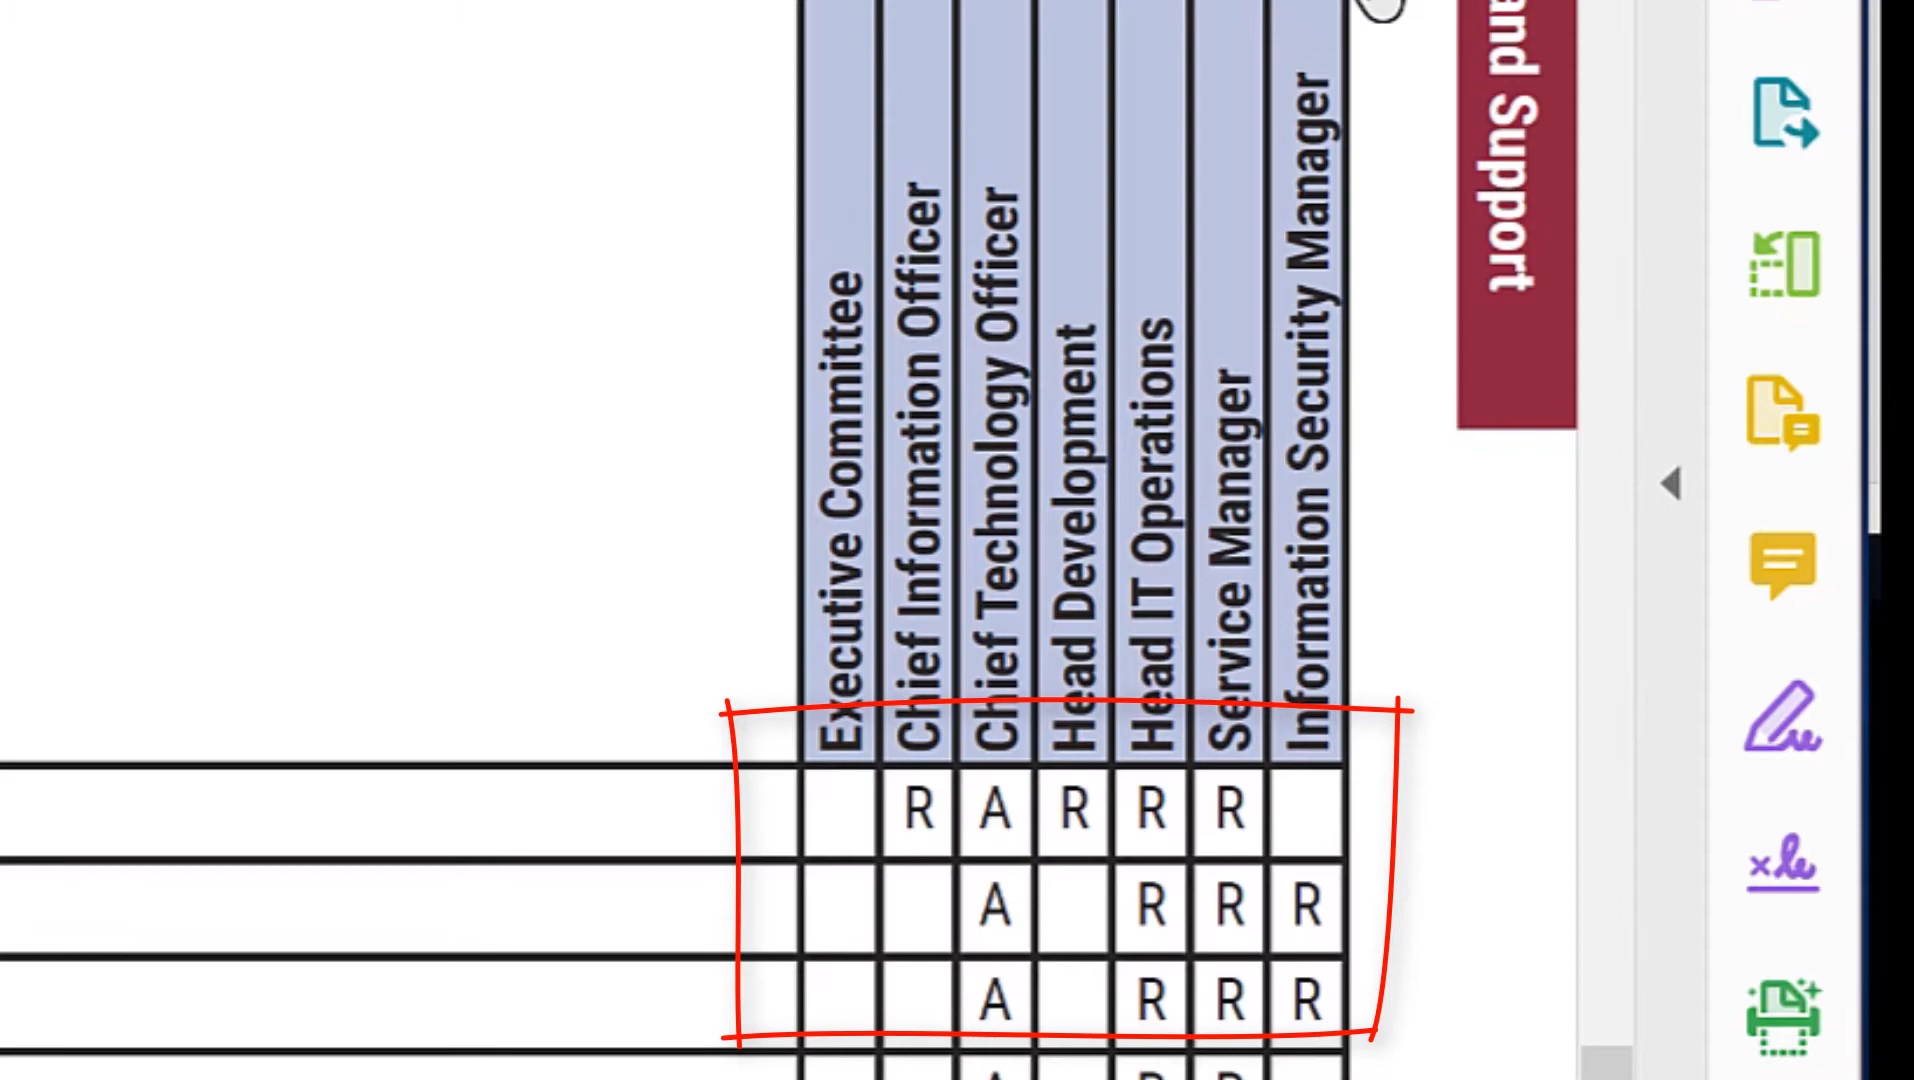 Executive Committee
Chief Information Officer
Chief Technology Officer
Head Development
Head IT Operations
Service Manager
Information Security Manager
and Support
R A R R R
A R R R
A R R R